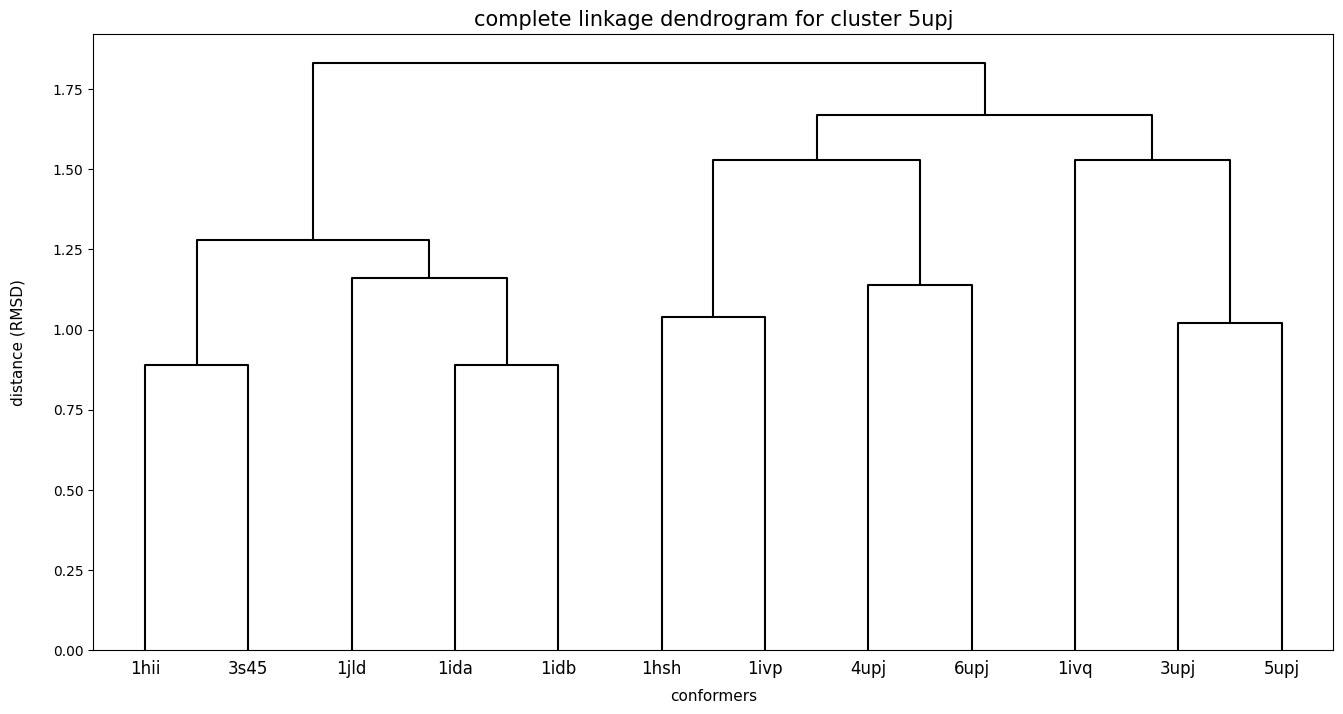 complete linkage dendrogram for cluster 5upj
distance (RMSD)
1.75
1.50
1.25
1.00
0.75
0.50
0.25
0.00
1hii 3s45 1jld 1ida 1idb 1hsh 1ivp 4upj 6upj 1ivq 3upj 5upj
conformers